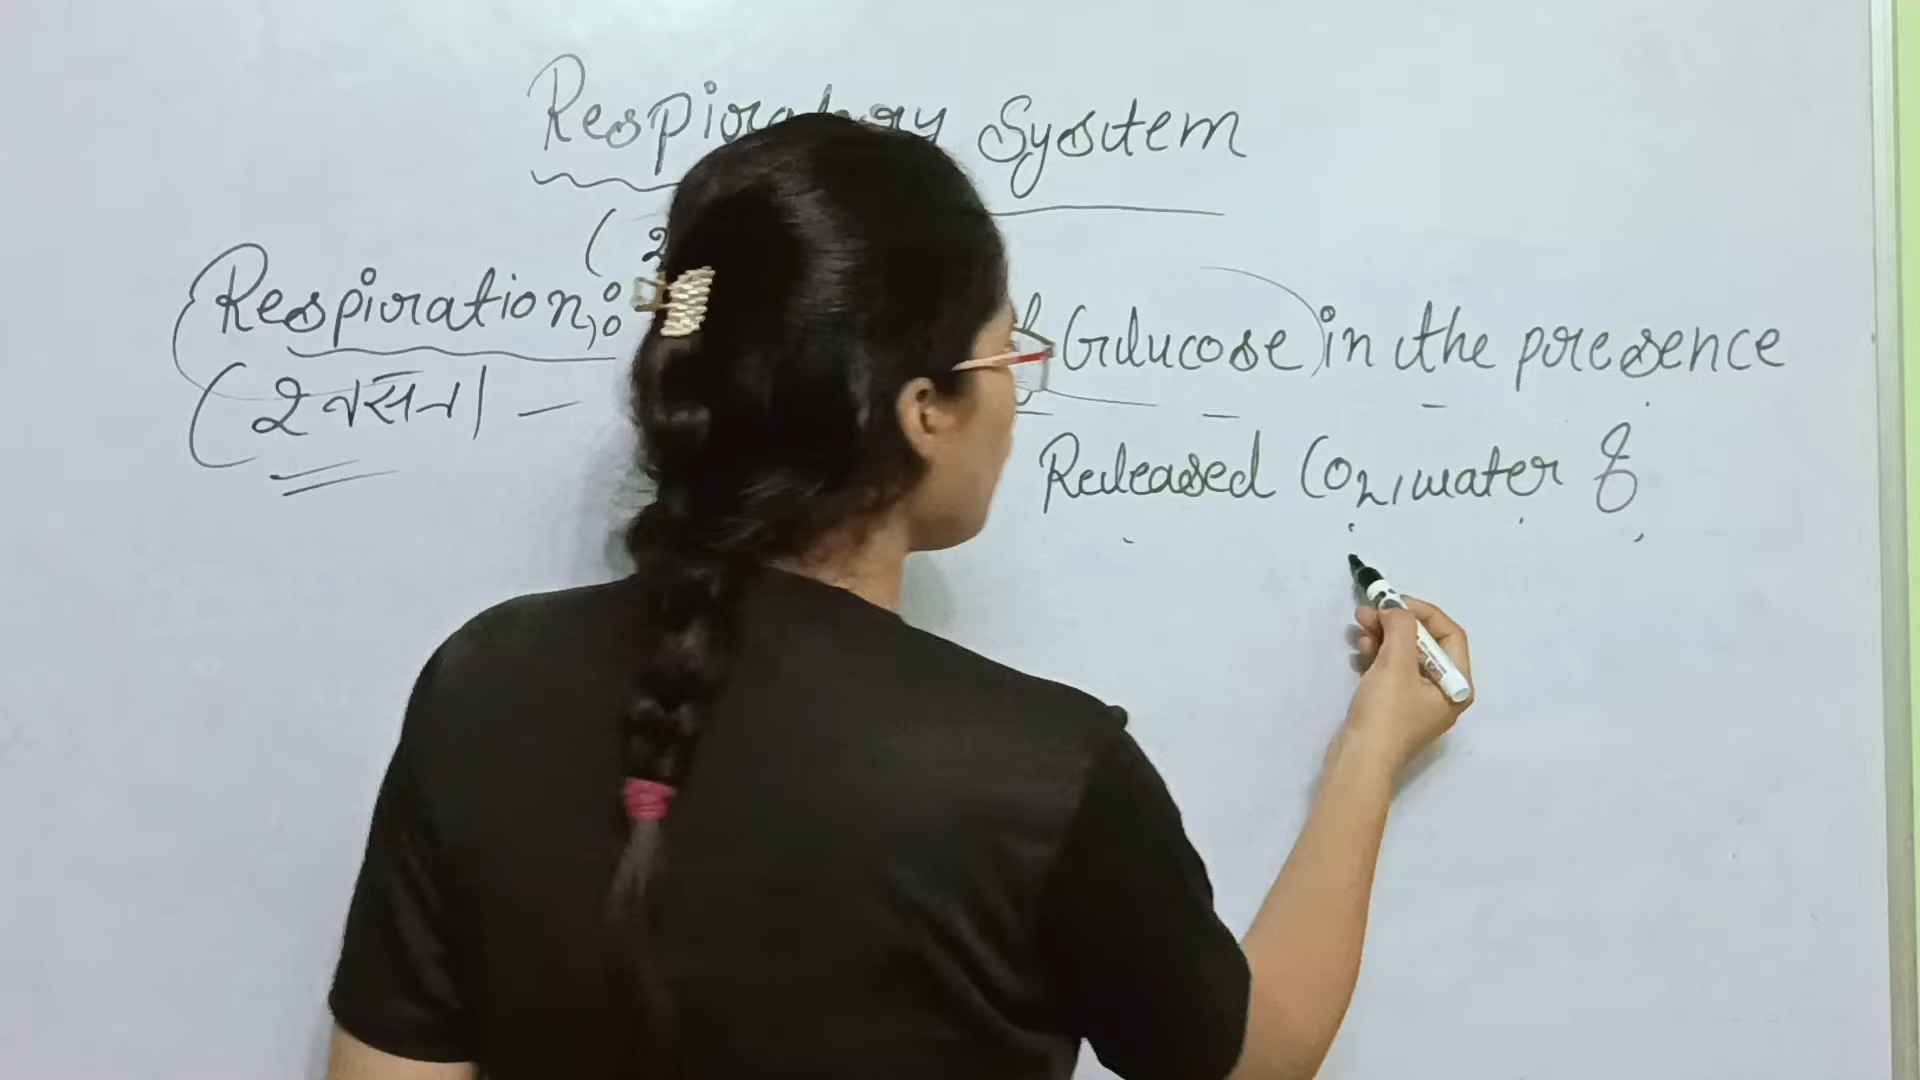 Respiratory System
Respiration:
Glucose in the presence
(श्वसन) -
Released CO2, water &